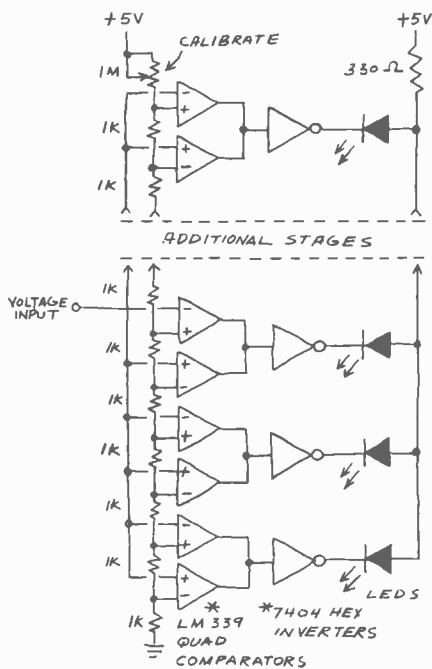 +5V
+5V
CALIBRATE
1M
330 Ω
-
+
1K
+
-
1K
ADDITIONAL STAGES
1K
VOLTAGE
INPUT
-
+
1K
+
-
1K
-
+
1K
+
-
1K
-
+
1K
+
-
LEDS
1K
*
LM 339
QUAD
COMPARATORS
*7404 HEX
INVERTERS